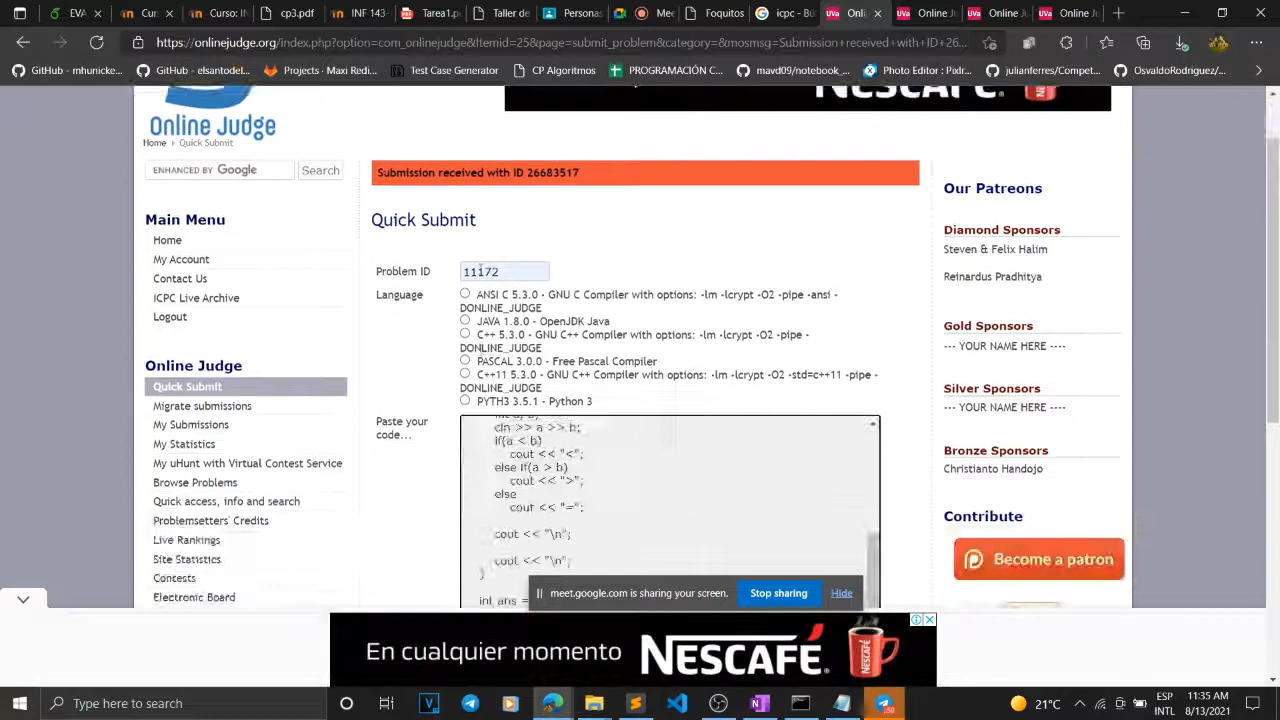 EVA
INF 143
Problema1.
Taller de
Personas
Mee
Foquitos
icpc - Bu
Online J
Online
Online J
Online Ju
https://onlinejudge.org/index.php?option=com_onlinejudge&Itemid=25&page=submit_problem&category=&mosmsg=Submission+received+with+ID+26...
GitHub - mhunicke...
GitHub - elsantodel...
Projects · Maxi Redi...
Test Case Generator
CP Algoritmos
PROGRAMACIÓN C...
mavd09/notebook_...
Photo Editor : Pixlr...
julianferres/Compet...
OsvaldoRodriguez...
NESCAFÉ
Online Judge
Home
Quick Submit
ENHANCED BY Google
Search
Submission received with ID 26683517
Our Patreons
Main Menu
Quick Submit
Diamond Sponsors
Home
Steven & Felix Halim
My Account
Problem ID
11172
Reinardus Pradhitya
Contact Us
Language
ANSI C 5.3.0 - GNU C Compiler with options: -lm -lcrypt -O2 -pipe -ansi -
DONLINE_JUDGE
ICPC Live Archive
Logout
JAVA 1.8.0 - OpenJDK Java
Gold Sponsors
C++ 5.3.0 - GNU C++ Compiler with options: -lm -lcrypt -O2 -pipe -
DONLINE_JUDGE
--- YOUR NAME HERE ----
Online Judge
PASCAL 3.0.0 - Free Pascal Compiler
Quick Submit
C++11 5.3.0 - GNU C++ Compiler with options: -lm -lcrypt -O2 -std=c++11 -pipe -
DONLINE_JUDGE
Silver Sponsors
Migrate submissions
PYTH3 3.5.1 - Python 3
--- YOUR NAME HERE ----
My Submissions
Paste your
code...
cin >> a >> b;
My Statistics
if(a < b)
Bronze Sponsors
cout << "<";
My uHunt with Virtual Contest Service
else if(a > b)
Christianto Handojo
Browse Problems
cout << ">";
Quick access, info and search
else
cout << "=";
Problemsetters' Credits
Contribute
Live Rankings
cout << "\n";
Site Statistics
cout << "\n";
Become a patron
Contests
}
Electronic Board
int ans =
meet.google.com is sharing your screen.
Stop sharing
Hide
En cualquier momento
NESCAFÉ
Type here to search
21°C
ESP
INTL
11:35 AM
8/13/2021